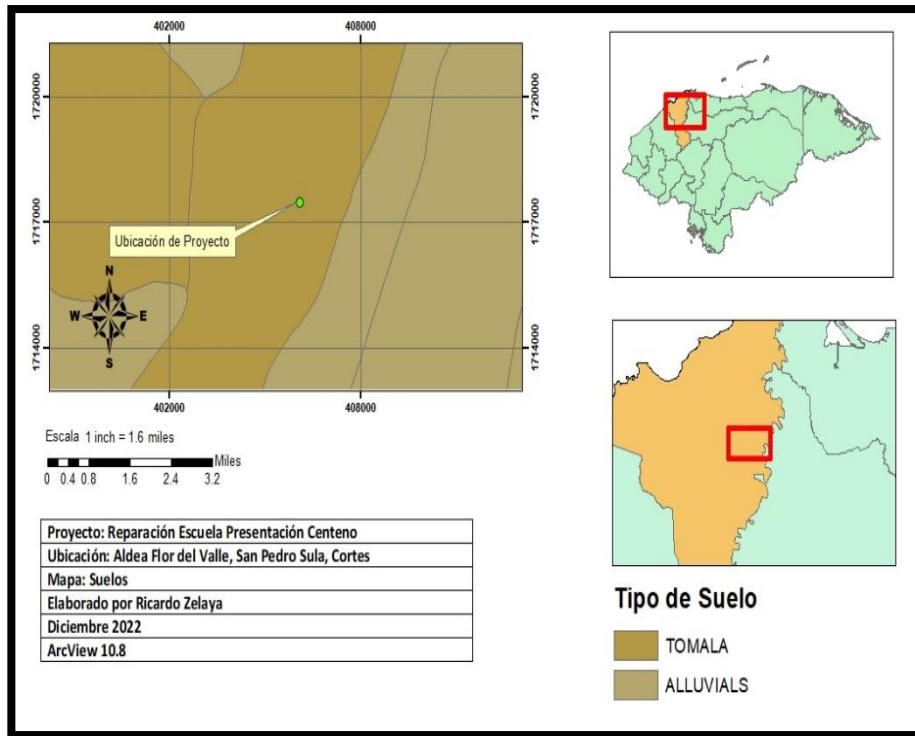 402000 408000
1720000 1720000
1717000 1717000
Ubicación de Proyecto
N
W E
S
1714000 1714000
402000 408000
Escala 1 inch = 1.6 miles
Miles
0 0.4 0.8 1.6 2.4 3.2
Proyecto: Reparación Escuela Presentación Centeno
Ubicación: Aldea Flor del Valle, San Pedro Sula, Cortes
Mapa: Suelos
Elaborado por Ricardo Zelaya
Diciembre 2022
ArcView 10.8
Tipo de Suelo
TOMALA
ALLUVIALS